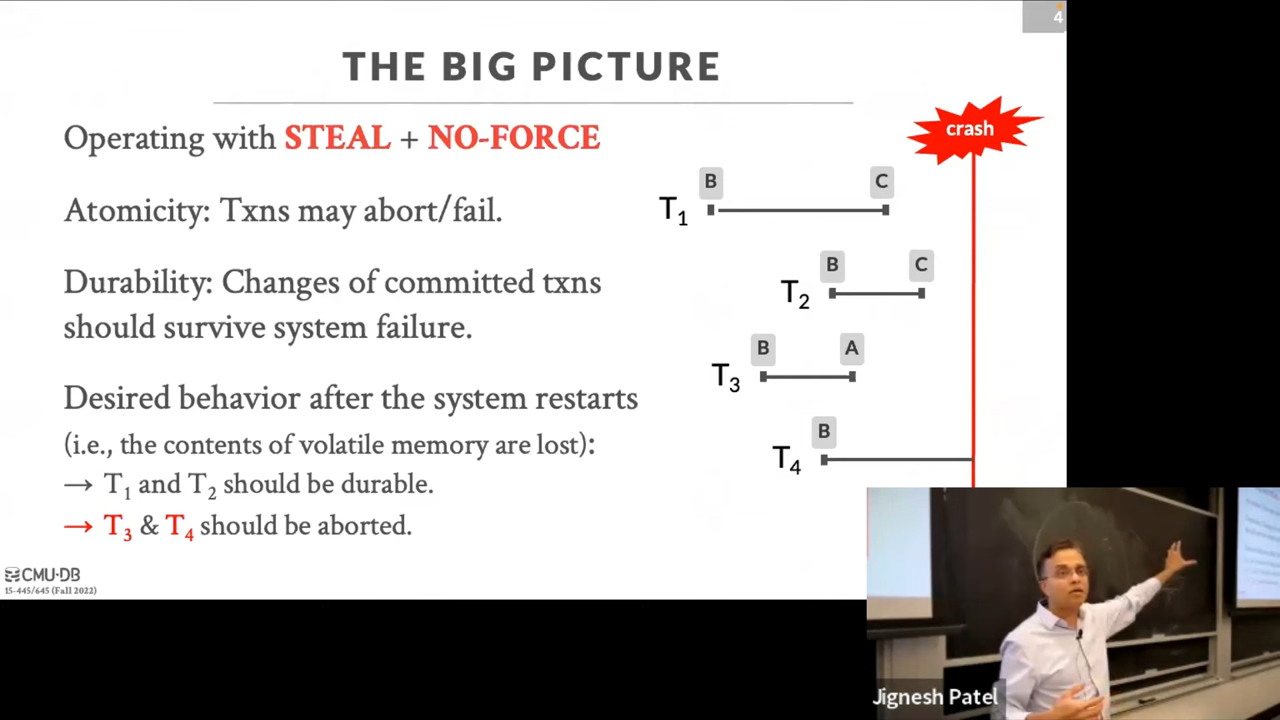 4
THE BIG PICTURE
Operating with STEAL + NO-FORCE
Atomicity: Txns may abort/fail.
Durability: Changes of committed txns
should survive system failure.
Desired behavior after the system restarts
(i.e., the contents of volatile memory are lost):
→ T₁ and T₂ should be durable.
→ T₃ & T₄ should be aborted.
crash
B C
T₁
B C
T₂
B A
T₃
B
T₄
CMU·DB
15-445/645 (Fall 2022)
Jignesh Patel